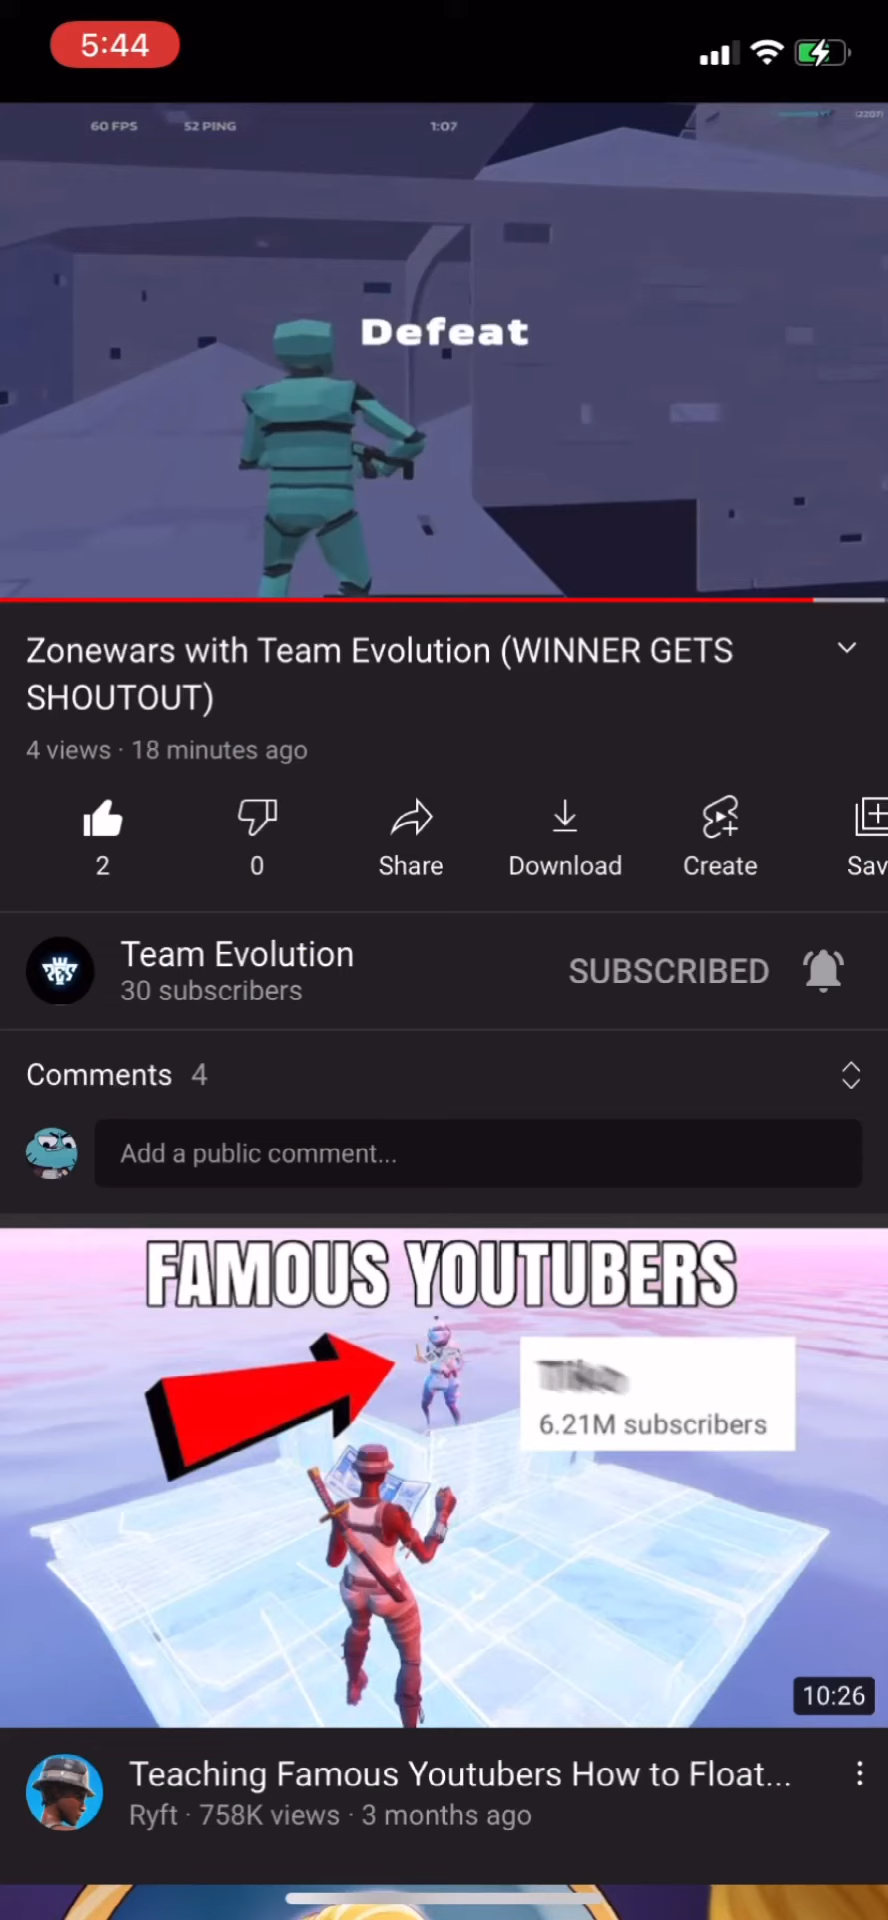 5:44
60 FPS 52 PING 1:07
Defeat
Zonewars with Team Evolution (WINNER GETS
SHOUTOUT)
4 views · 18 minutes ago
2 0 Share Download Create Sav
Team Evolution
30 subscribers
SUBSCRIBED
Comments 4
Add a public comment...
FAMOUS YOUTUBERS
6.21M subscribers
10:26
Teaching Famous Youtubers How to Float...
Ryft · 758K views · 3 months ago